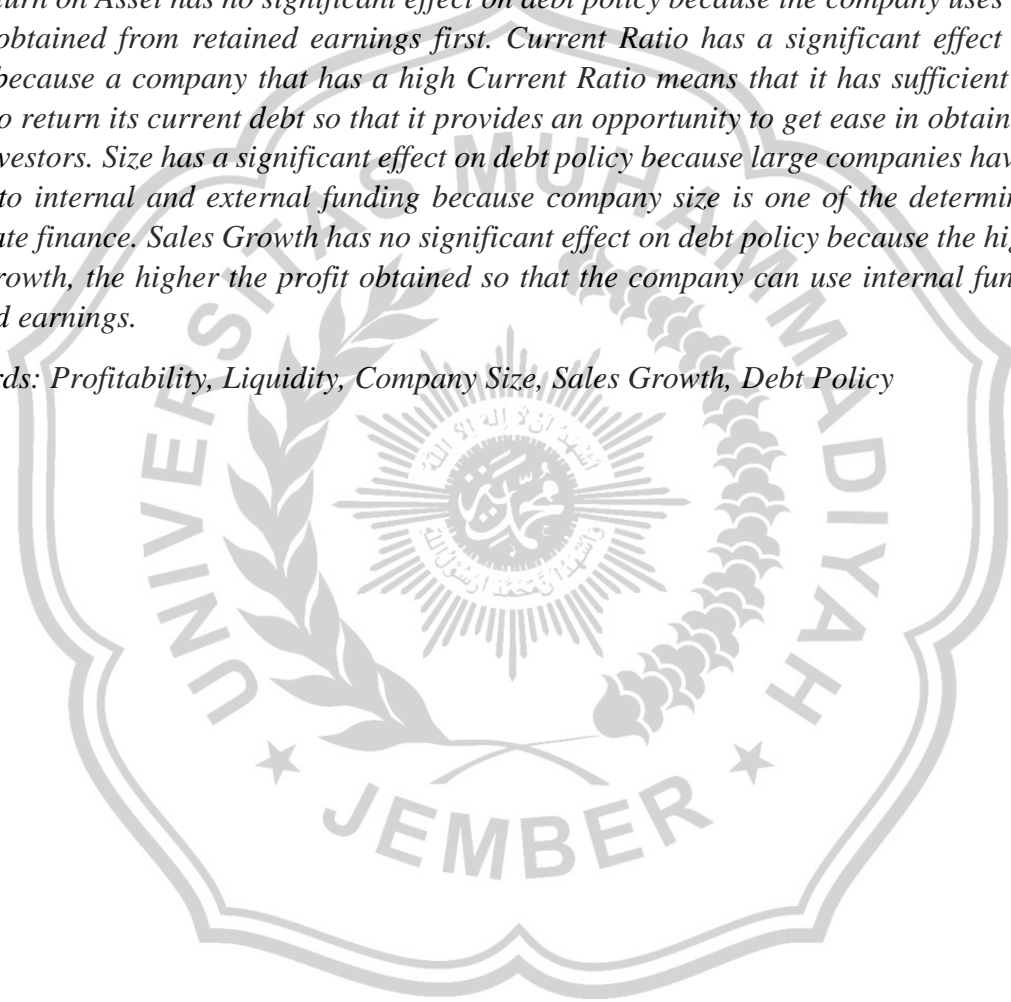 urn on Asset has no significant effect on debt policy because the company uses
obtained from retained earnings first. Current Ratio has a significant effect
because a company that has a high Current Ratio means that it has sufficient
o return its current debt so that it provides an opportunity to get ease in obtain
vestors. Size has a significant effect on debt policy because large companies hav
to internal and external funding because company size is one of the determin
ate finance. Sales Growth has no significant effect on debt policy because the hig
rowth, the higher the profit obtained so that the company can use internal fun
d earnings.
rds: Profitability, Liquidity, Company Size, Sales Growth, Debt Policy
UNIVERSITAS MUHAMMADIYAH
JEMBER